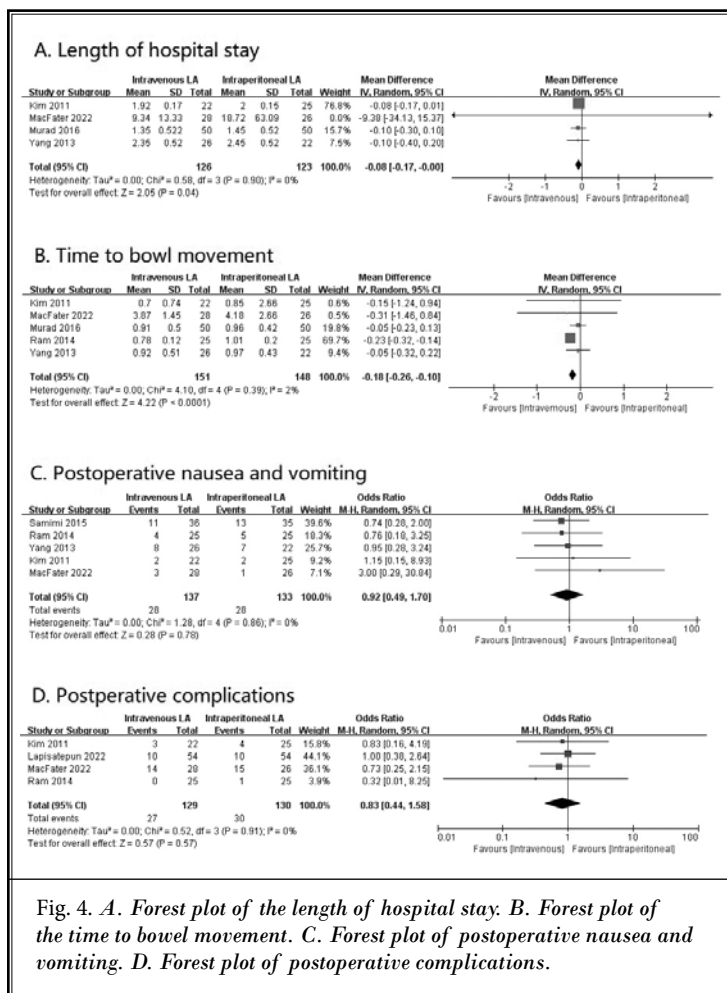 A. Length of hospital stay
Intravenous LA Intraperitoneal LA Mean Difference Mean Difference
Study or Subgroup Mean SD Total Mean SD Total Weight IV, Random, 95% CI IV, Random, 95% CI
Kim 2011 1.92 0.17 22 2 0.15 25 76.8% -0.08 [-0.17, 0.01]
MacFater 2022 9.34 13.33 28 18.72 63.09 26 0.0% -9.38 [-34.13, 15.37]
Murad 2016 1.35 0.522 50 1.45 0.52 50 15.7% -0.10 [-0.30, 0.10]
Yang 2013 2.35 0.52 26 2.45 0.52 22 7.5% -0.10 [-0.40, 0.20]
Total (95% CI) 126 123 100.0% -0.08 [-0.17, -0.00]
Heterogeneity: Tau² = 0.00; Chi² = 0.58, df = 3 (P = 0.90); I² = 0%
Test for overall effect: Z = 2.05 (P = 0.04)
-2 -1 0 1 2
Favours [Intravenous] Favours [Intraperitoneal]
B. Time to bowl movement
Intravenous LA Intraperitoneal LA Mean Difference Mean Difference
Study or Subgroup Mean SD Total Mean SD Total Weight IV, Random, 95% CI IV, Random, 95% CI
Kim 2011 0.7 0.74 22 0.85 2.66 25 0.6% -0.15 [-1.24, 0.94]
MacFater 2022 3.87 1.45 28 4.18 2.66 26 0.5% -0.31 [-1.46, 0.84]
Murad 2016 0.91 0.5 50 0.96 0.42 50 19.8% -0.05 [-0.23, 0.13]
Ram 2014 0.78 0.12 25 1.01 0.2 25 69.7% -0.23 [-0.32, -0.14]
Yang 2013 0.92 0.51 26 0.97 0.43 22 9.4% -0.05 [-0.32, 0.22]
Total (95% CI) 151 148 100.0% -0.18 [-0.26, -0.10]
Heterogeneity: Tau² = 0.00; Chi² = 4.10, df = 4 (P = 0.39); I² = 2%
Test for overall effect: Z = 4.22 (P < 0.0001)
-4 -2 0 2 4
Favours [Intravemous] Favours [Intraperitoneal]
C. Postoperative nausea and vomiting
Intravenous LA Intraperitoneal LA Odds Ratio Odds Ratio
Study or Subgroup Events Total Events Total Weight M-H, Random, 95% CI M-H, Random, 95% CI
Samimi 2015 11 36 13 35 39.6% 0.74 [0.28, 2.00]
Ram 2014 4 25 5 25 18.3% 0.76 [0.18, 3.25]
Yang 2013 8 26 7 22 25.7% 0.95 [0.28, 3.24]
Kim 2011 2 22 2 25 9.2% 1.15 [0.15, 8.93]
MacFater 2022 3 28 1 26 7.1% 3.00 [0.29, 30.84]
Total (95% CI) 137 133 100.0% 0.92 [0.49, 1.70]
Total events 28 28
Heterogeneity: Tau² = 0.00; Chi² = 1.28, df = 4 (P = 0.86); I² = 0%
Test for overall effect: Z = 0.28 (P = 0.78)
0.01 0.1 1 10 100
Favours [Intravenous] Favours [Intraperitoneal]
D. Postperative complications
Intravenous LA Intraperitoneal LA Odds Ratio Odds Ratio
Study or Subgroup Events Total Events Total Weight M-H, Random, 95% CI M-H, Random, 95% CI
Kim 2011 3 22 4 25 15.8% 0.83 [0.16, 4.19]
Lapisatepun 2022 10 54 10 54 44.1% 1.00 [0.38, 2.64]
MacFater 2022 14 28 15 26 36.1% 0.73 [0.25, 2.15]
Ram 2014 0 25 1 25 3.9% 0.32 [0.01, 8.25]
Total (95% CI) 129 130 100.0% 0.83 [0.44, 1.58]
Total events 27 30
Heterogeneity: Tau² = 0.00; Chi² = 0.52, df = 3 (P = 0.91); I² = 0%
Test for overall effect: Z = 0.57 (P = 0.57)
0.01 0.1 1 10 100
Favours [Intravenous] Favours [Intraperitoneal]
Fig. 4. A. Forest plot of the length of hospital stay. B. Forest plot of
the time to bowel movement. C. Forest plot of postoperative nausea and
vomiting. D. Forest plot of postoperative complications.